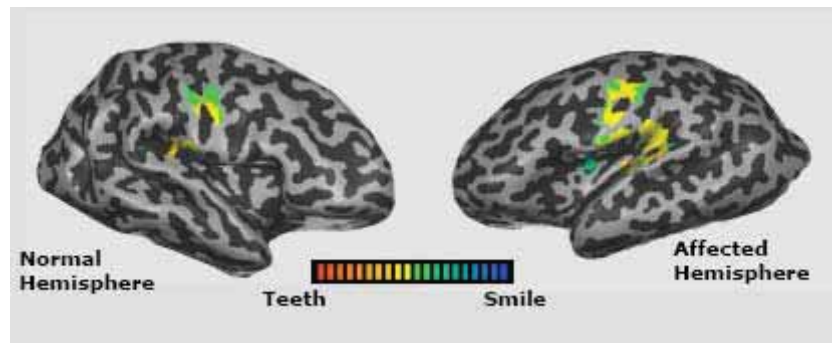 Normal
Hemisphere
Affected
Hemisphere
Teeth
Smile